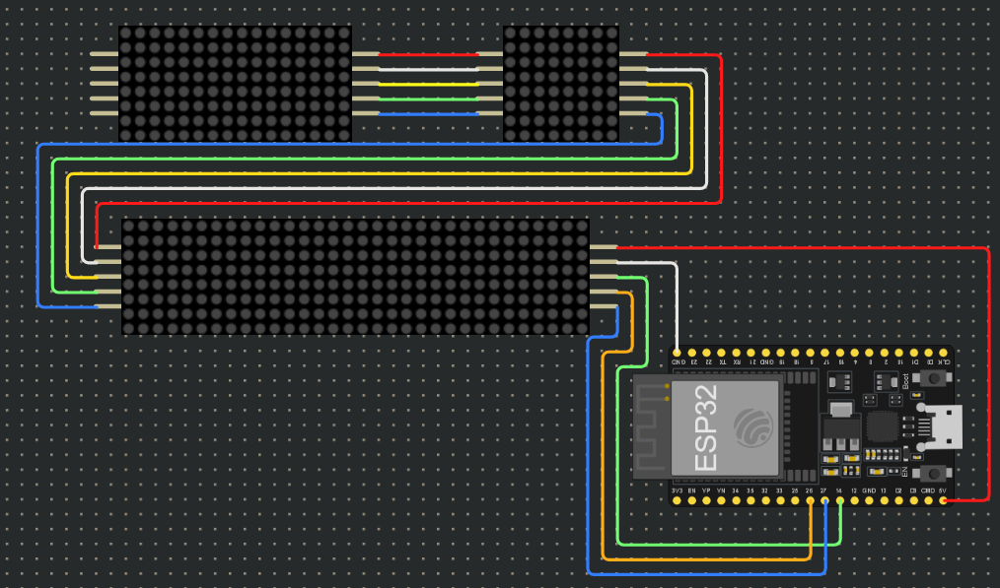 GND 23 22 TX RX 21 GND 19 18 5 17 16 4 0 2 15 D1 D0 CLK
Boot
ESP32
EN
3V3 EN VP VN 34 35 32 33 25 26 27 14 12 GND 13 D2 D3 CMD 5V